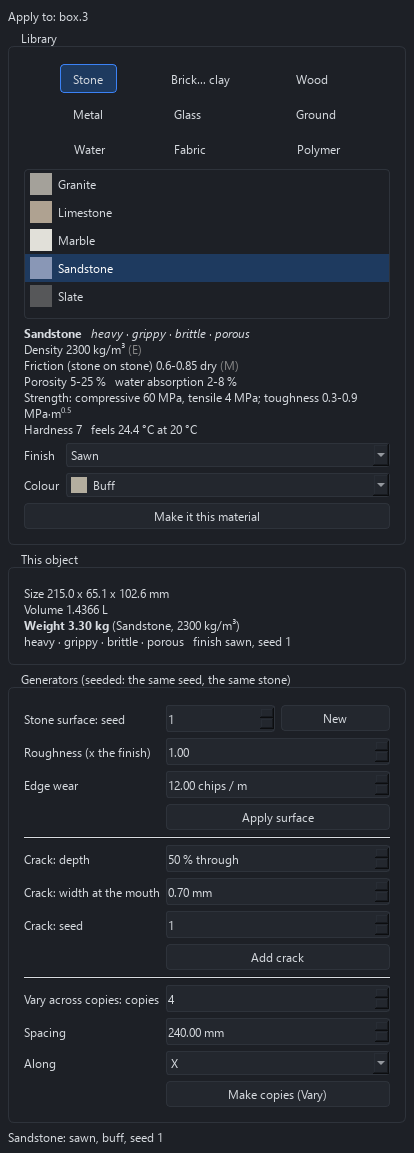 Apply to: box.3
Library
Stone Brick... clay Wood
Metal Glass Ground
Water Fabric Polymer
Granite
Limestone
Marble
Sandstone
Slate
Sandstone heavy · grippy · brittle · porous
Density 2300 kg/m³ (E)
Friction (stone on stone) 0.6-0.85 dry (M)
Porosity 5-25 % water absorption 2-8 %
Strength: compressive 60 MPa, tensile 4 MPa; toughness 0.3-0.9
MPa·m⁰·⁵
Hardness 7 feels 24.4 °C at 20 °C
Finish Sawn
Colour Buff
Make it this material
This object
Size 215.0 x 65.1 x 102.6 mm
Volume 1.4366 L
Weight 3.30 kg (Sandstone, 2300 kg/m³)
heavy · grippy · brittle · porous finish sawn, seed 1
Generators (seeded: the same seed, the same stone)
Stone surface: seed 1 New
Roughness (x the finish) 1.00
Edge wear 12.00 chips / m
Apply surface
Crack: depth 50 % through
Crack: width at the mouth 0.70 mm
Crack: seed 1
Add crack
Vary across copies: copies 4
Spacing 240.00 mm
Along X
Make copies (Vary)
Sandstone: sawn, buff, seed 1